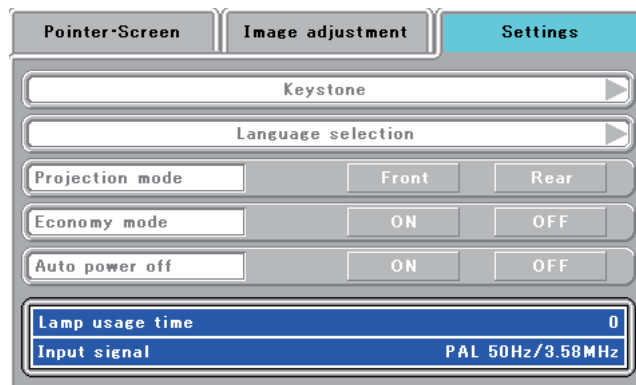 Pointer·Screen Image adjustment Settings
Keystone
Language selection
Projection mode Front Rear
Economy mode ON OFF
Auto power off ON OFF
Lamp usage time 0
Input signal PAL 50Hz/3.58MHz